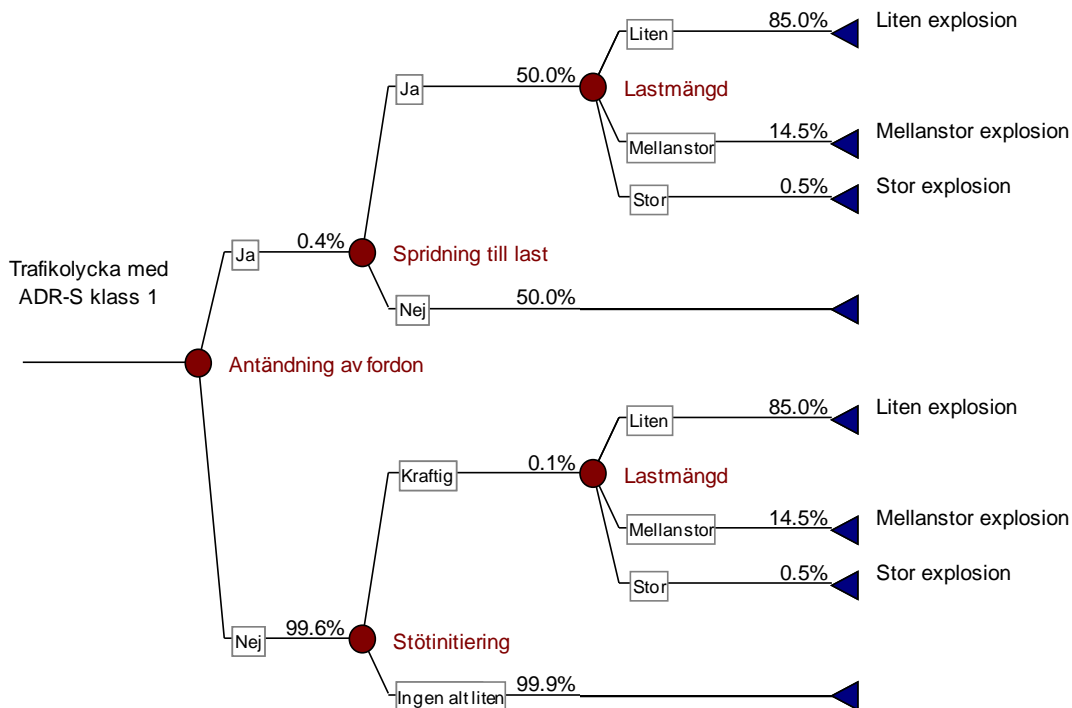 Liten
85.0%
Liten explosion
Ja
50.0%
Lastmängd
Mellanstor
14.5%
Mellanstor explosion
Stor
0.5%
Stor explosion
Ja
0.4%
Spridning till last
Trafikolycka med
ADR-S klass 1
Nej
50.0%
Antändning av fordon
Liten
85.0%
Liten explosion
Kraftig
0.1%
Lastmängd
Mellanstor
14.5%
Mellanstor explosion
Stor
0.5%
Stor explosion
Nej
99.6%
Stötinitiering
Ingen alt liten
99.9%